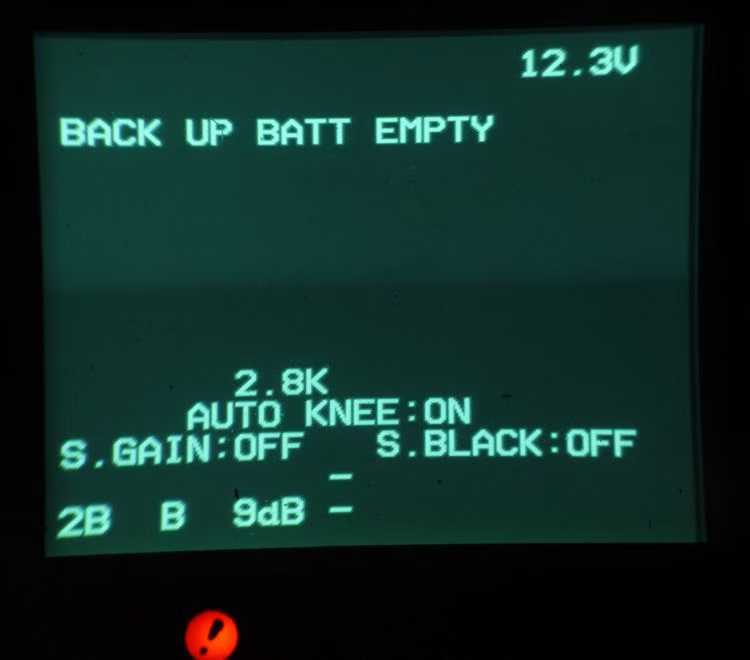 12.3V
BACK UP BATT EMPTY
2.8K
AUTO KNEE:ON
S.GAIN:OFF S.BLACK:OFF
–
2B B 9dB –
!